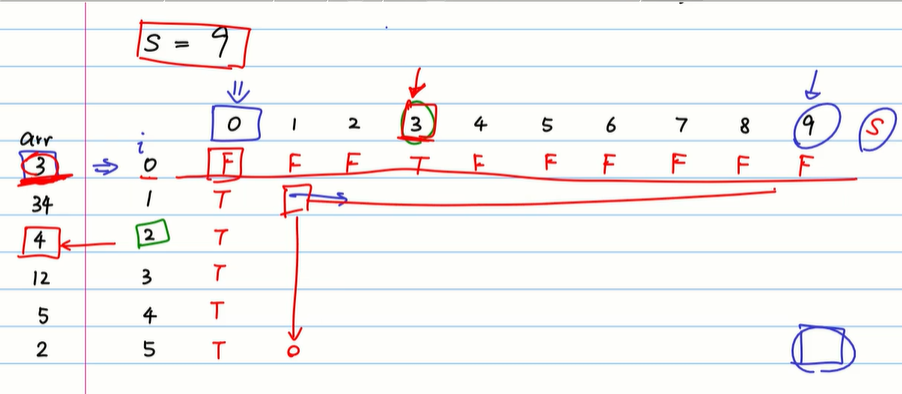 S = 9
0 1 2 3 4 5 6 7 8 9 S
arr i
3 0 F F F T F F F F F F
34 1 T
4 2 T
12 3 T
5 4 T
2 5 T 0